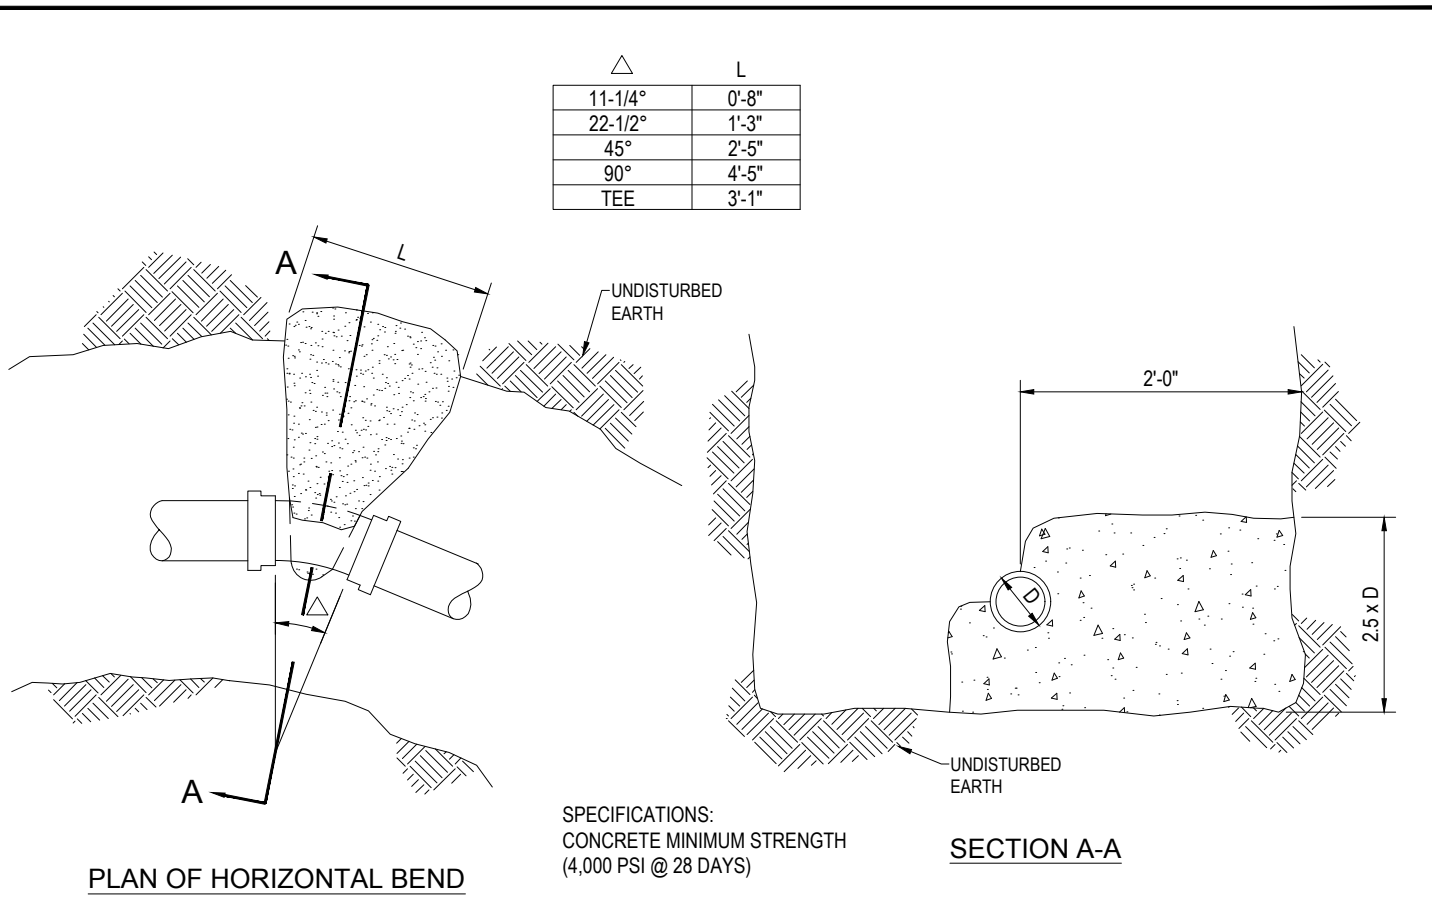 △ L
11-1/4° 0'-8"
22-1/2° 1'-3"
45° 2'-5"
90° 4'-5"
TEE 3'-1"
A
L
UNDISTURBED
EARTH
2'-0"
D
2.5 x D
△
A
UNDISTURBED
EARTH
SPECIFICATIONS:
CONCRETE MINIMUM STRENGTH
(4,000 PSI @ 28 DAYS)
SECTION A-A
PLAN OF HORIZONTAL BEND